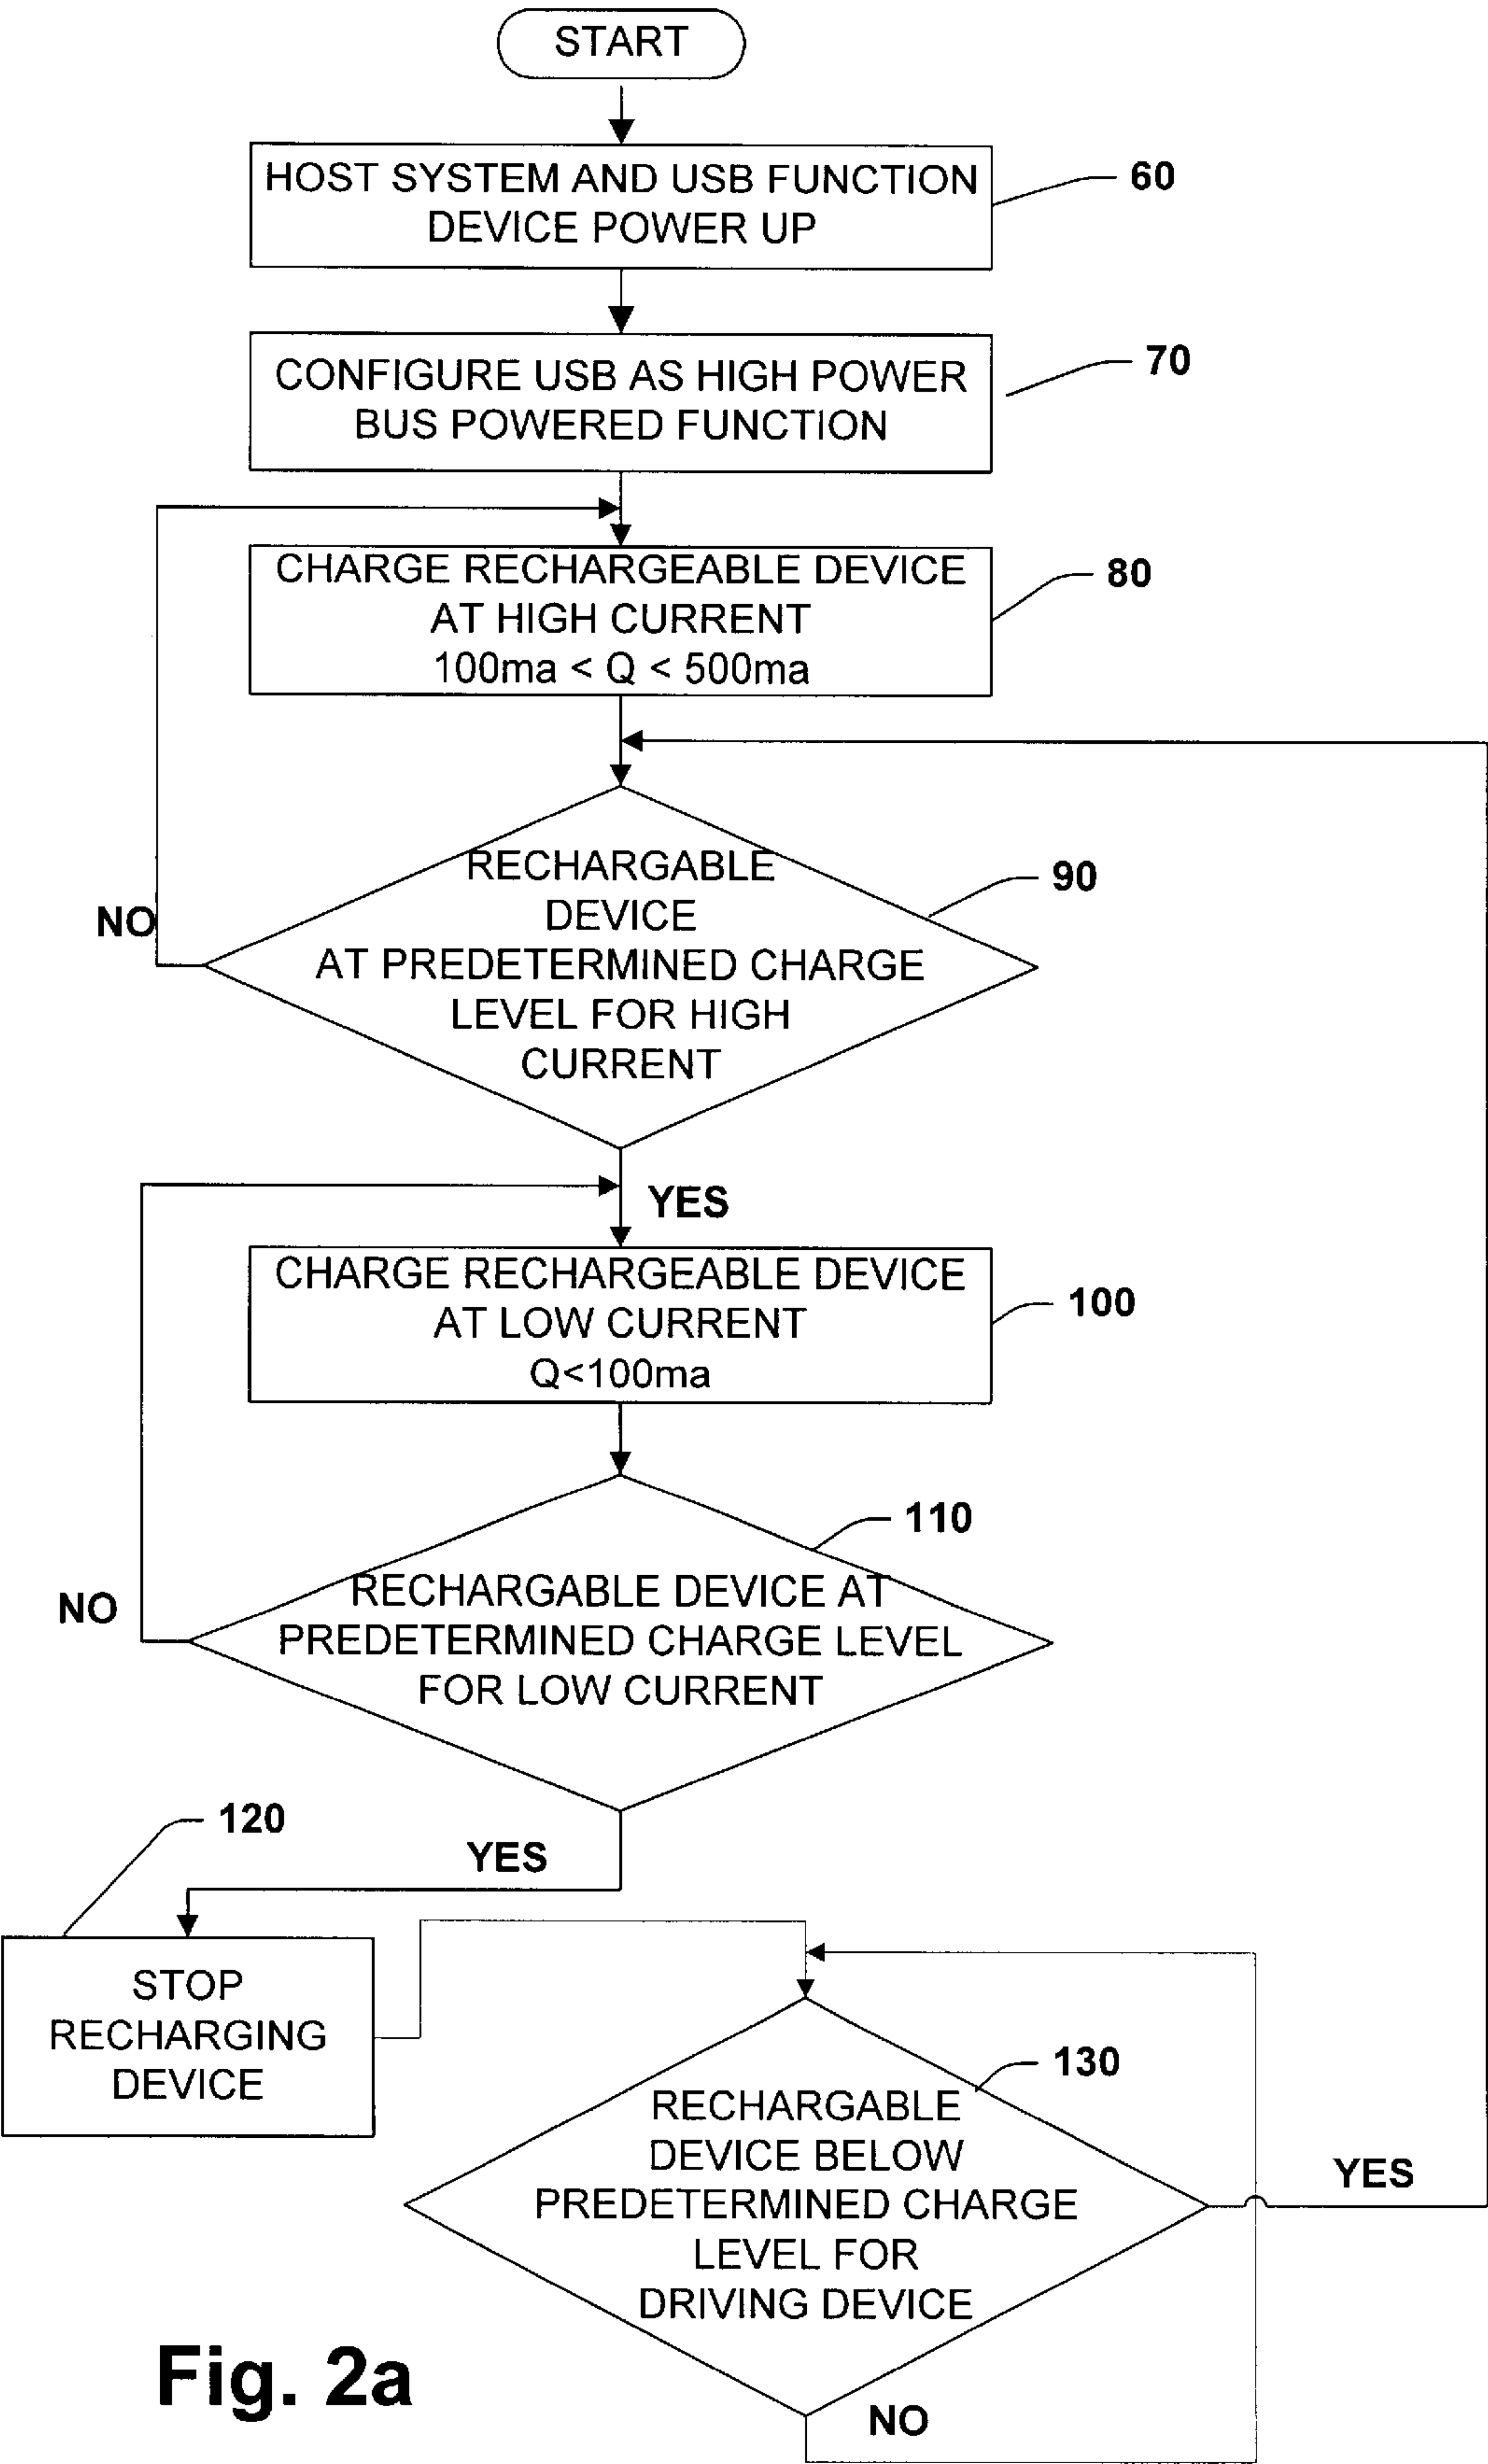 START
HOST SYSTEM AND USB FUNCTION
DEVICE POWER UP
60
CONFIGURE USB AS HIGH POWER
BUS POWERED FUNCTION
70
CHARGE RECHARGEABLE DEVICE
AT HIGH CURRENT
100ma < Q < 500ma
80
RECHARGABLE
DEVICE
AT PREDETERMINED CHARGE
LEVEL FOR HIGH
CURRENT
90
NO
YES
CHARGE RECHARGEABLE DEVICE
AT LOW CURRENT
Q<100ma
100
110
RECHARGABLE DEVICE AT
PREDETERMINED CHARGE LEVEL
FOR LOW CURRENT
NO
YES
120
STOP
RECHARGING
DEVICE
130
RECHARGABLE
DEVICE BELOW
PREDETERMINED CHARGE
LEVEL FOR
DRIVING DEVICE
YES
NO
Fig. 2a